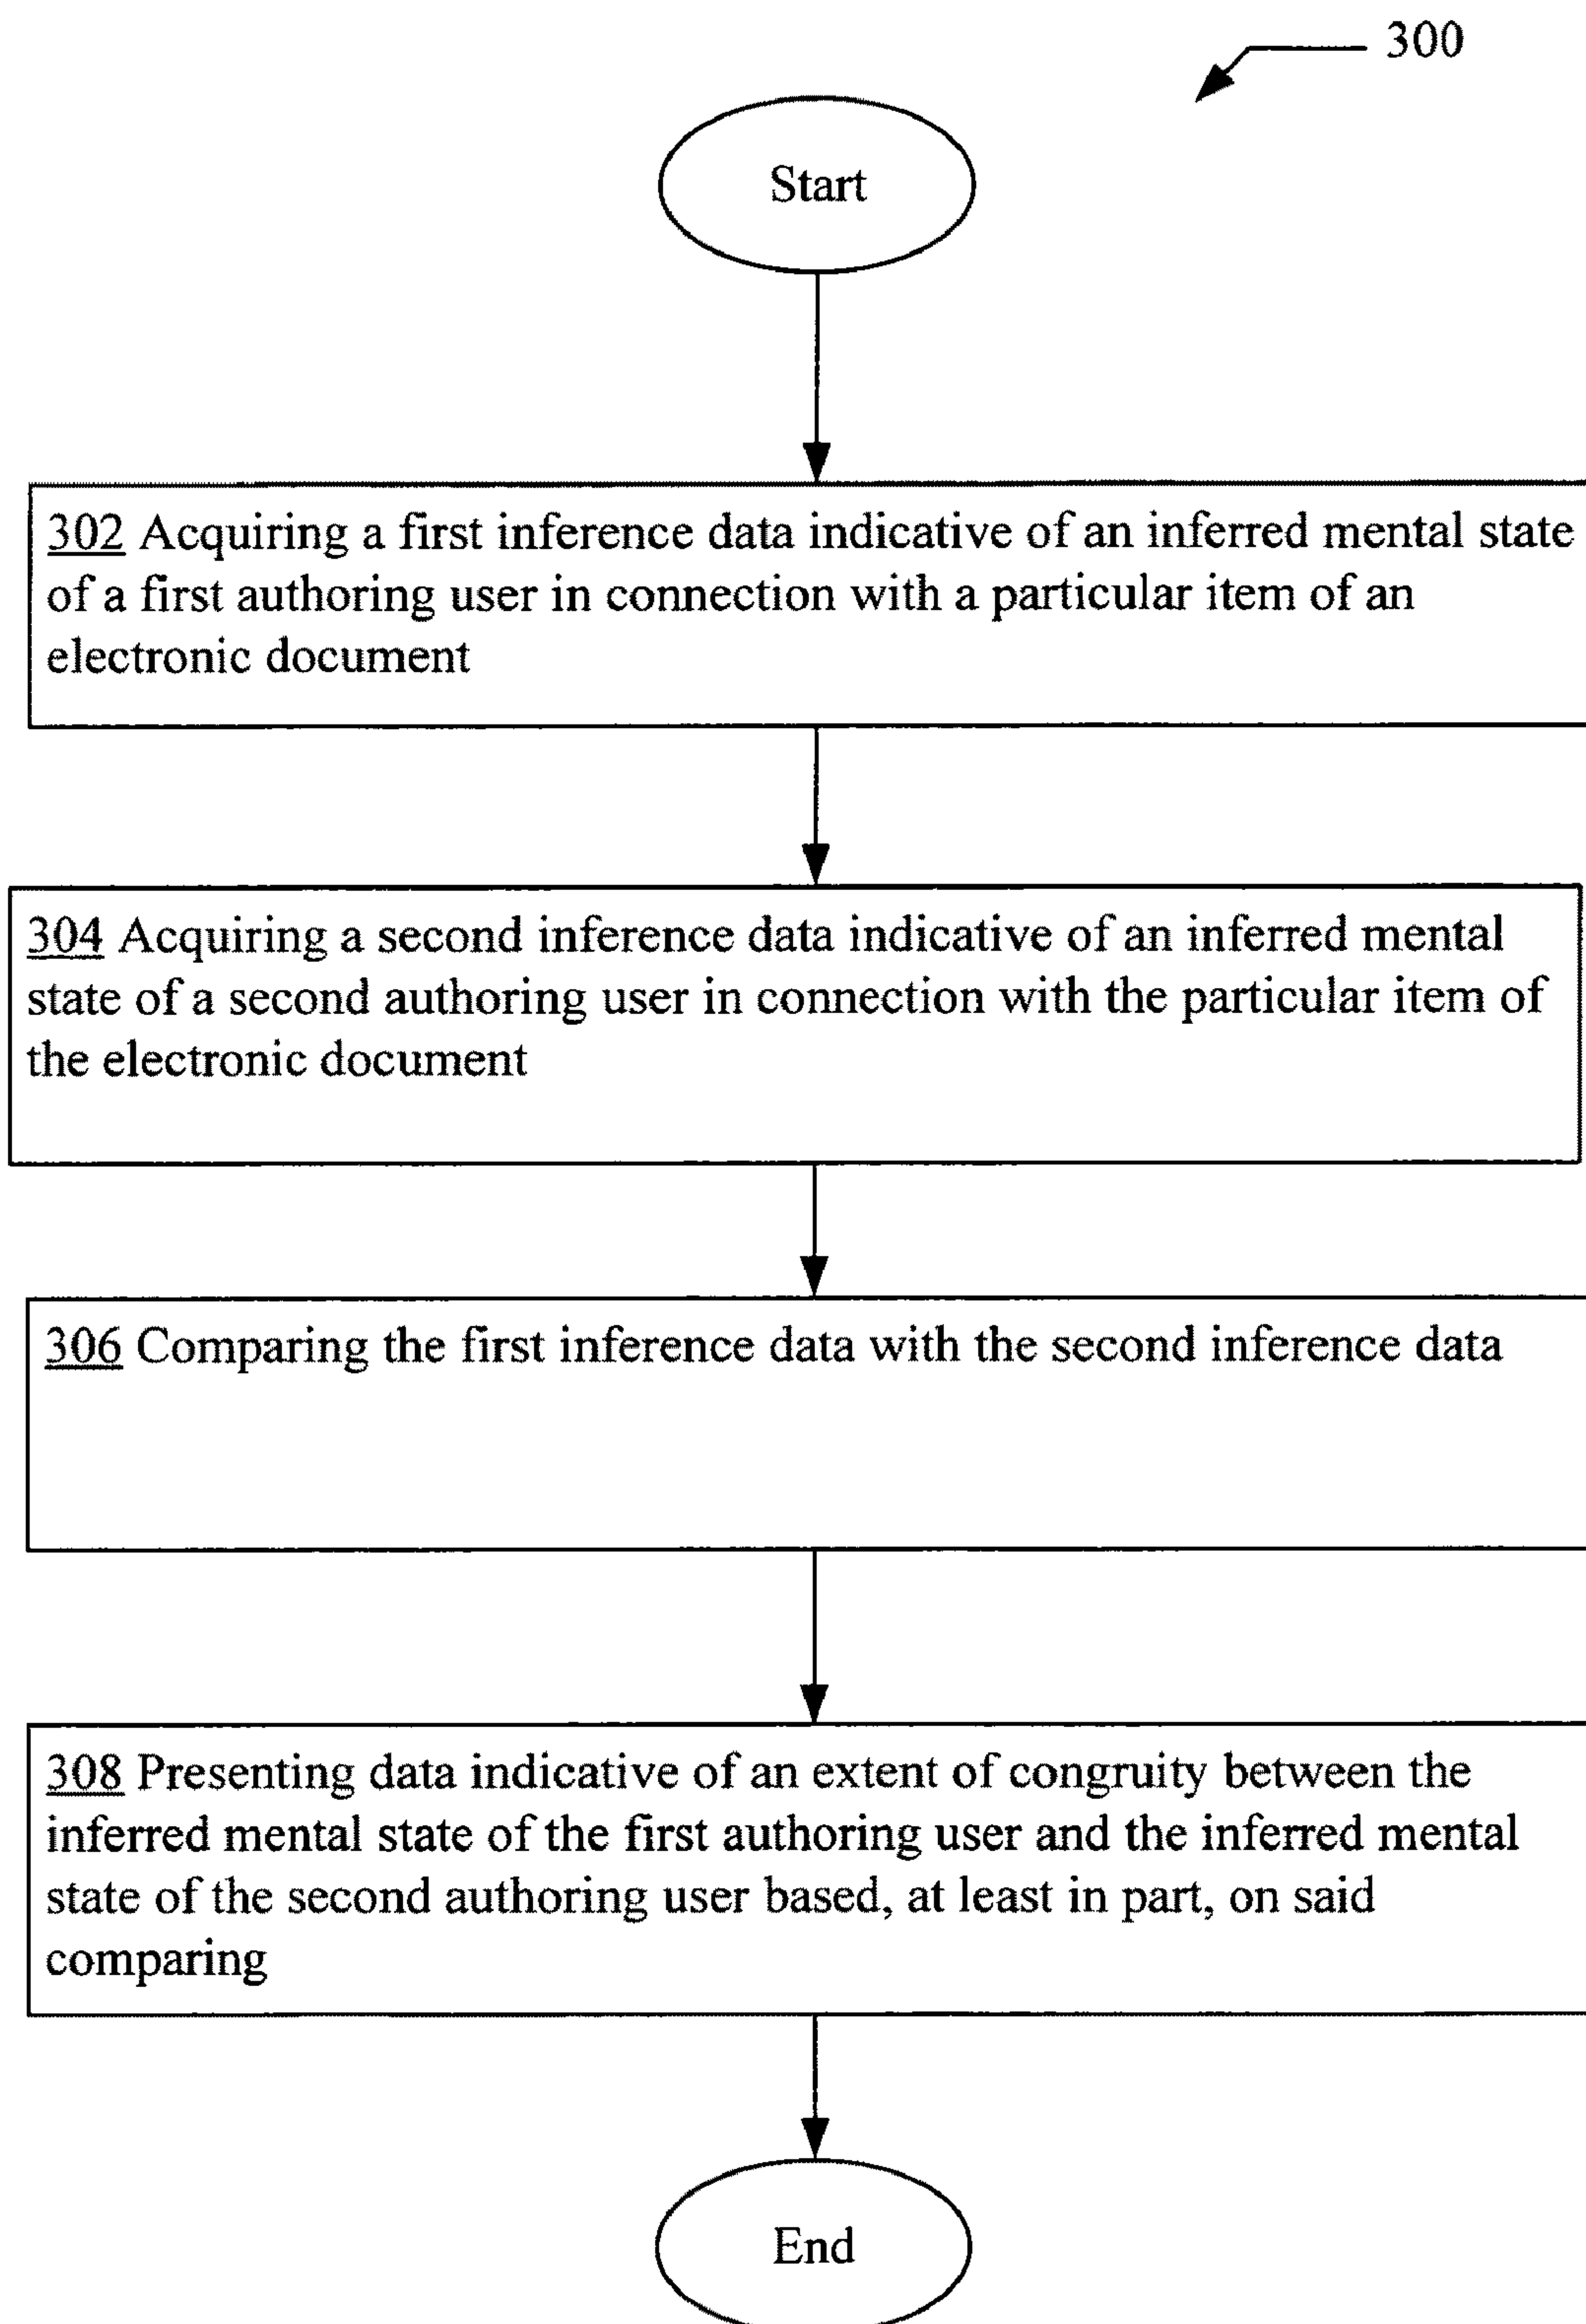 300
Start
302 Acquiring a first inference data indicative of an inferred mental state
of a first authoring user in connection with a particular item of an
electronic document
304 Acquiring a second inference data indicative of an inferred mental
state of a second authoring user in connection with the particular item of
the electronic document
306 Comparing the first inference data with the second inference data
308 Presenting data indicative of an extent of congruity between the
inferred mental state of the first authoring user and the inferred mental
state of the second authoring user based, at least in part, on said
comparing
End